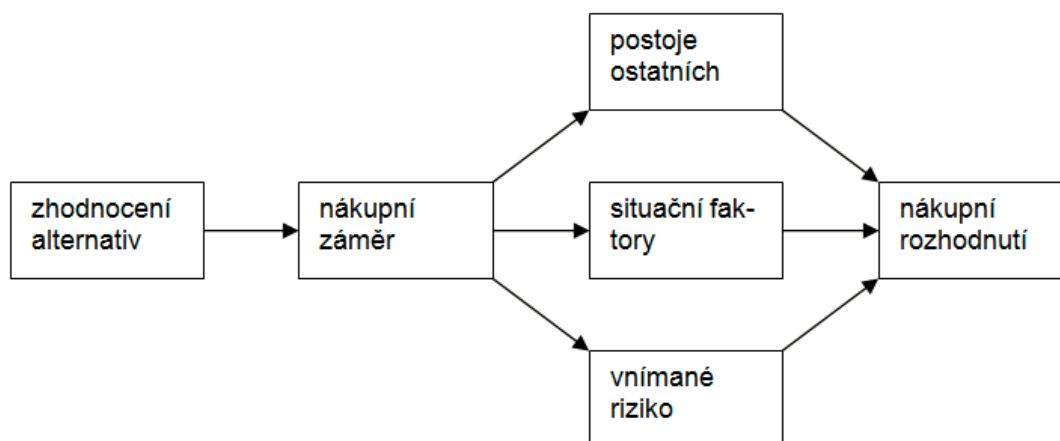 postoje
ostatních
zhodnocení
alternativ
nákupní
záměr
situační fak-
tory
nákupní
rozhodnutí
vnímané
riziko